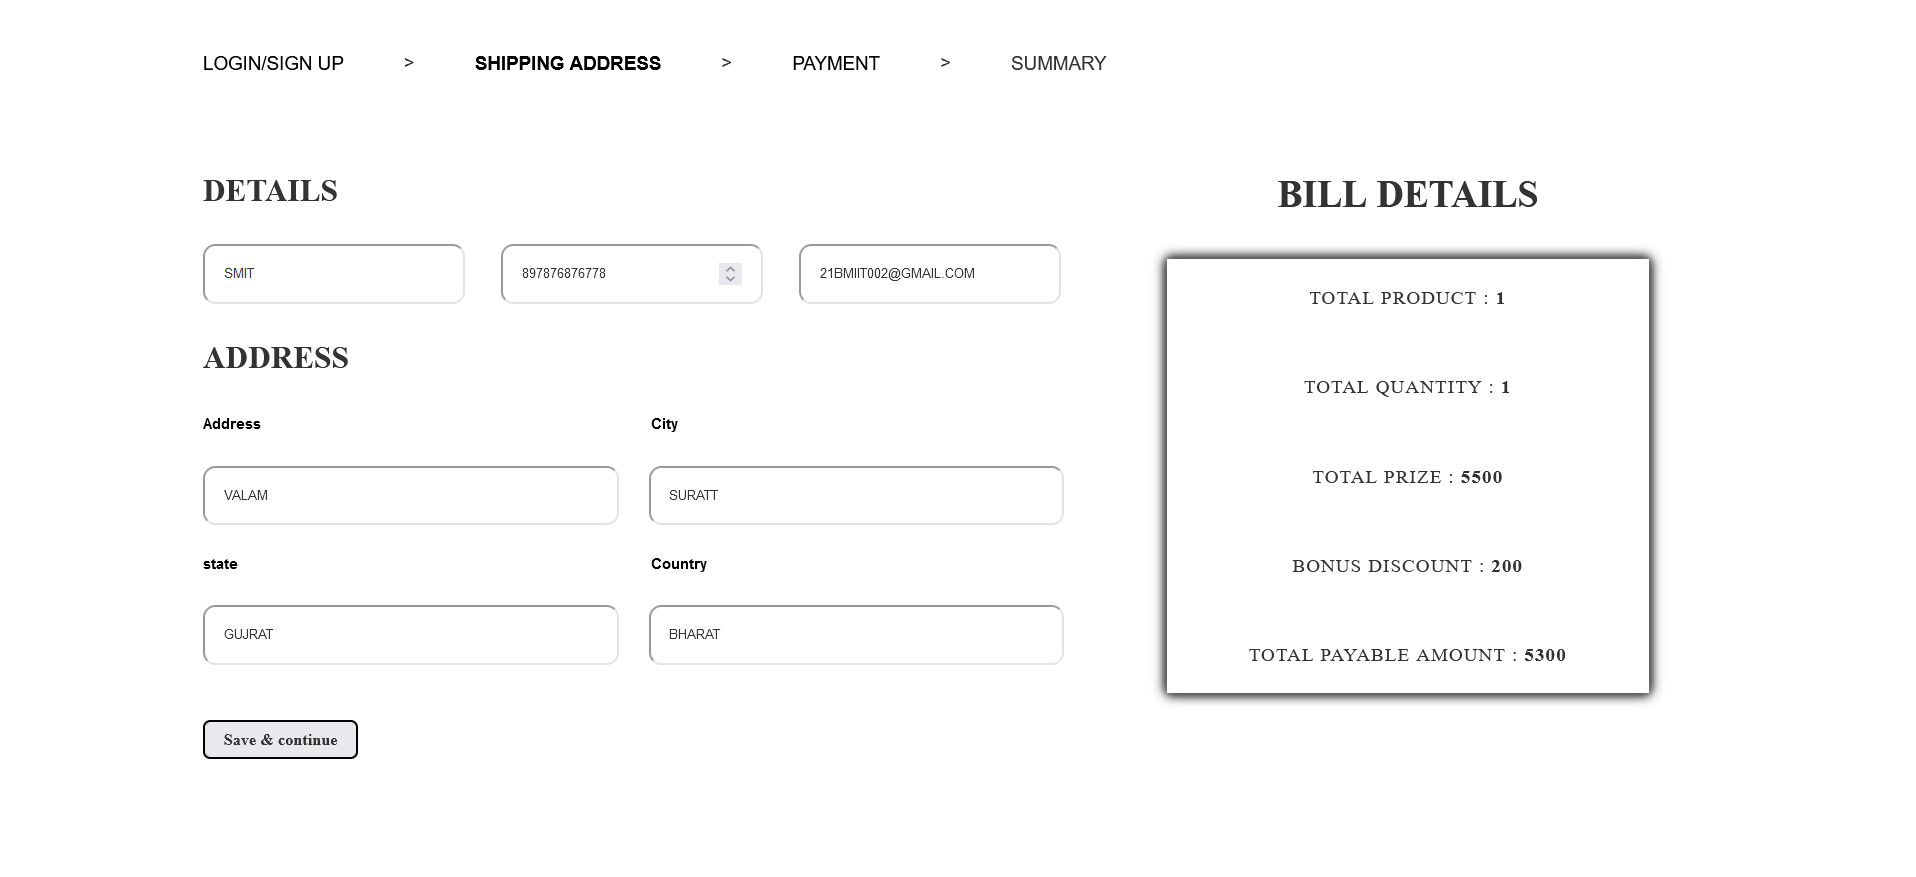 LOGIN/SIGN UP > SHIPPING ADDRESS > PAYMENT > SUMMARY
DETAILS
SMIT 897876876778 21BMIIT002@GMAIL.COM
ADDRESS
Address City
VALAM SURATT
state Country
GUJRAT BHARAT
Save & continue
BILL DETAILS
TOTAL PRODUCT : 1
TOTAL QUANTITY : 1
TOTAL PRIZE : 5500
BONUS DISCOUNT : 200
TOTAL PAYABLE AMOUNT : 5300